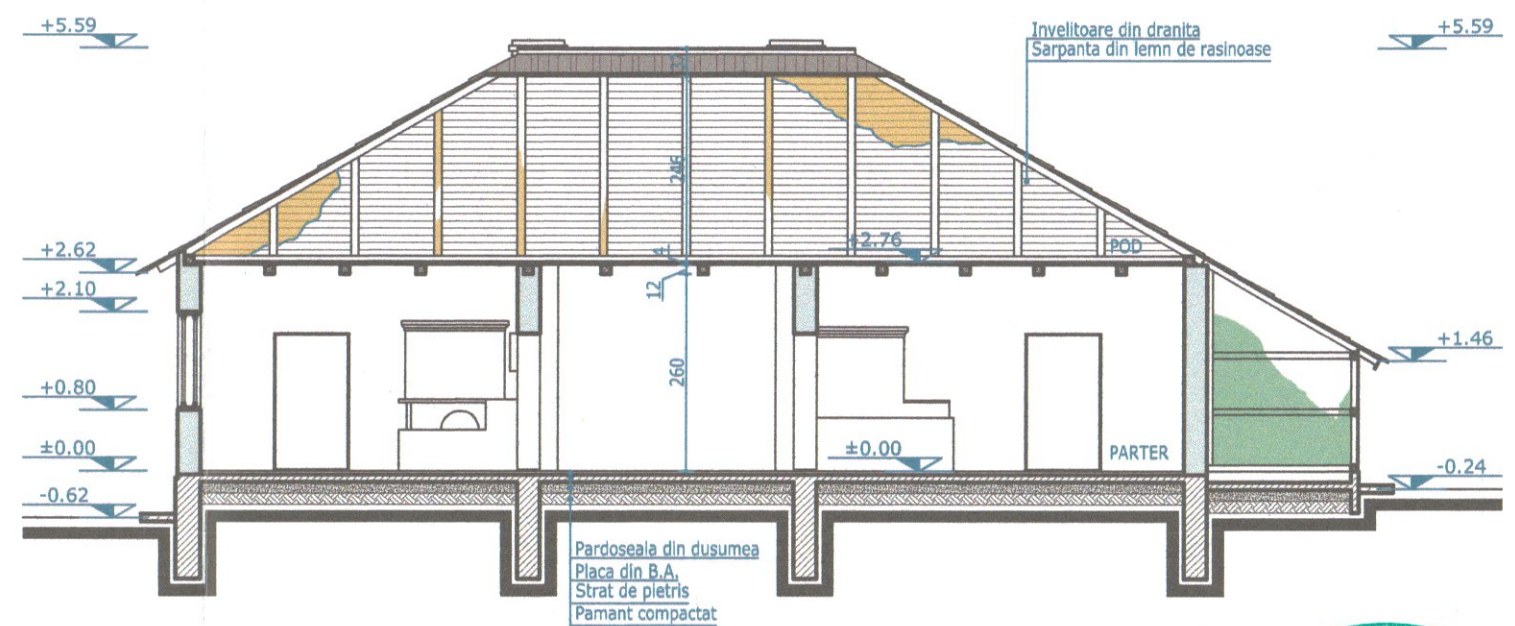 +5.59
+5.59
Invelitoare din dranita
Sarpanta din lemn de rasinoase
246
+2.62
4
+2.76
POD
12
+2.10
+1.46
260
+0.80
±0.00
±0.00
PARTER
-0.24
-0.62
Pardoseala din dusumea
Placa din B.A.
Strat de pietris
Pamant compactat